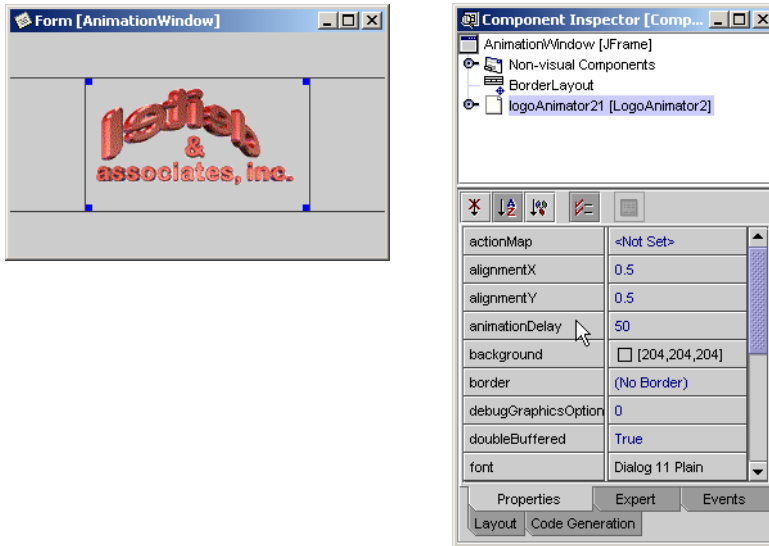 Form [AnimationWindow]
&
associates, inc.
Component Inspector [Comp...
AnimationWindow [JFrame]
Non-visual Components
BorderLayout
logoAnimator21 [LogoAnimator2]
actionMap <Not Set>
alignmentX 0.5
alignmentY 0.5
animationDelay 50
background [204,204,204]
border (No Border)
debugGraphicsOption 0
doubleBuffered True
font Dialog 11 Plain
Properties Expert Events
Layout Code Generation